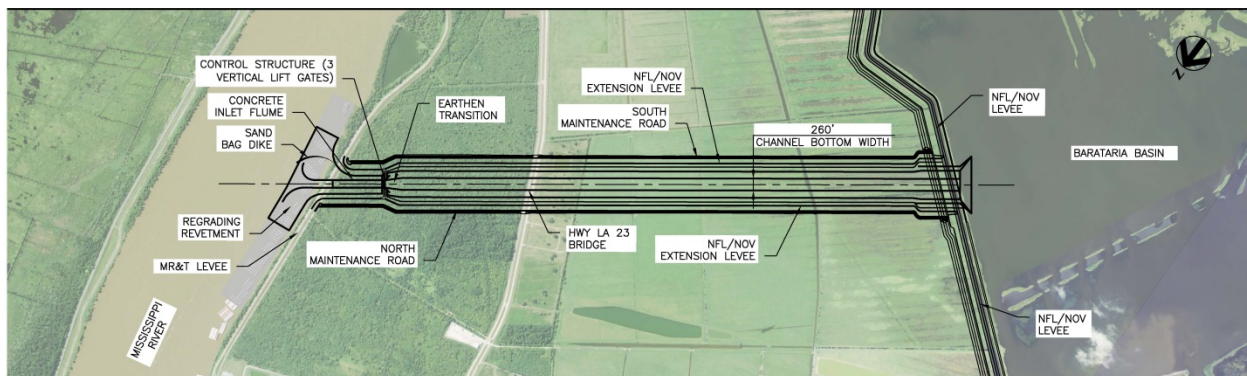 CONTROL STRUCTURE (3
VERTICAL LIFT GATES)
CONCRETE
INLET FLUME
SAND
BAG DIKE
EARTHEN
TRANSITION
NFL/NOV
EXTENSION LEVEE
SOUTH
MAINTENANCE ROAD
260'
CHANNEL BOTTOM WIDTH
NFL/NOV
LEVEE
BARATARIA BASIN
Z
REGRADING
REVETMENT
MR&T LEVEE
MISSISSIPPI
RIVER
NORTH
MAINTENANCE ROAD
HWY LA 23
BRIDGE
NFL/NOV
EXTENSION LEVEE
NFL/NOV
LEVEE